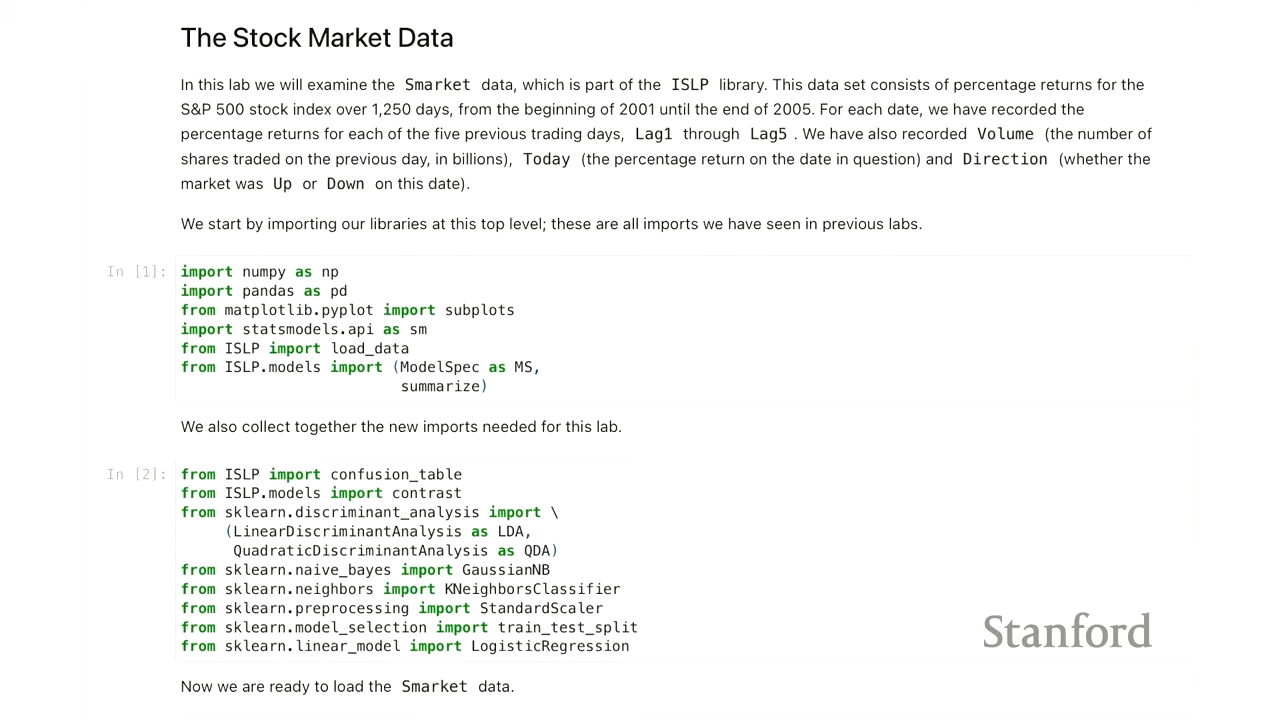 The Stock Market Data
In this lab we will examine the Smarket data, which is part of the ISLP library. This data set consists of percentage returns for the
S&P 500 stock index over 1,250 days, from the beginning of 2001 until the end of 2005. For each date, we have recorded the
percentage returns for each of the five previous trading days, Lag1 through Lag5 . We have also recorded Volume (the number of
shares traded on the previous day, in billions), Today (the percentage return on the date in question) and Direction (whether the
market was Up or Down on this date).
We start by importing our libraries at this top level; these are all imports we have seen in previous labs.
In [1]: import numpy as np
import pandas as pd
from matplotlib.pyplot import subplots
import statsmodels.api as sm
from ISLP import load_data
from ISLP.models import (ModelSpec as MS,
summarize)
We also collect together the new imports needed for this lab.
In [2]: from ISLP import confusion_table
from ISLP.models import contrast
from sklearn.discriminant_analysis import \
(LinearDiscriminantAnalysis as LDA,
QuadraticDiscriminantAnalysis as QDA)
from sklearn.naive_bayes import GaussianNB
from sklearn.neighbors import KNeighborsClassifier
from sklearn.preprocessing import StandardScaler
from sklearn.model_selection import train_test_split
from sklearn.linear_model import LogisticRegression
Stanford
Now we are ready to load the Smarket data.